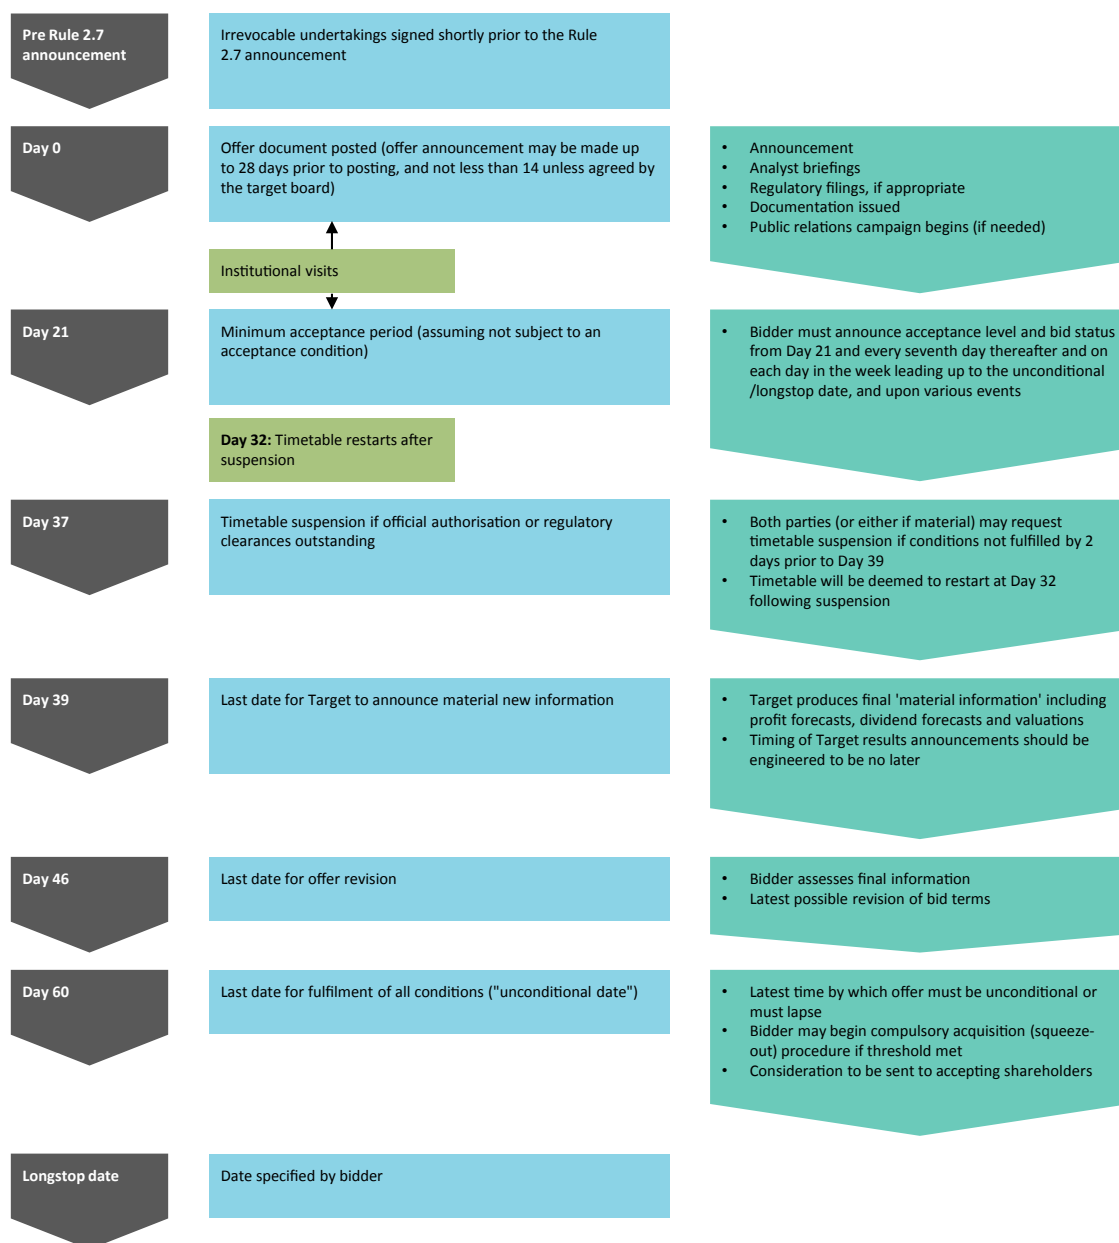 Pre Rule 2.7
announcement
Irrevocable undertakings signed shortly prior to the Rule
2.7 announcement
Day 0
Offer document posted (offer announcement may be made up
to 28 days prior to posting, and not less than 14 unless agreed by
the target board)
• Announcement
• Analyst briefings
• Regulatory filings, if appropriate
• Documentation issued
• Public relations campaign begins (if needed)
Institutional visits
Day 21
Minimum acceptance period (assuming not subject to an
acceptance condition)
• Bidder must announce acceptance level and bid status
from Day 21 and every seventh day thereafter and on
each day in the week leading up to the unconditional
/longstop date, and upon various events
Day 32: Timetable restarts after
suspension
Day 37
Timetable suspension if official authorisation or regulatory
clearances outstanding
• Both parties (or either if material) may request
timetable suspension if conditions not fulfilled by 2
days prior to Day 39
• Timetable will be deemed to restart at Day 32
following suspension
Day 39
Last date for Target to announce material new information
• Target produces final 'material information' including
profit forecasts, dividend forecasts and valuations
• Timing of Target results announcements should be
engineered to be no later
Day 46
Last date for offer revision
• Bidder assesses final information
• Latest possible revision of bid terms
Day 60
Last date for fulfilment of all conditions ("unconditional date")
• Latest time by which offer must be unconditional or
must lapse
• Bidder may begin compulsory acquisition (squeeze-
out) procedure if threshold met
• Consideration to be sent to accepting shareholders
Longstop date
Date specified by bidder